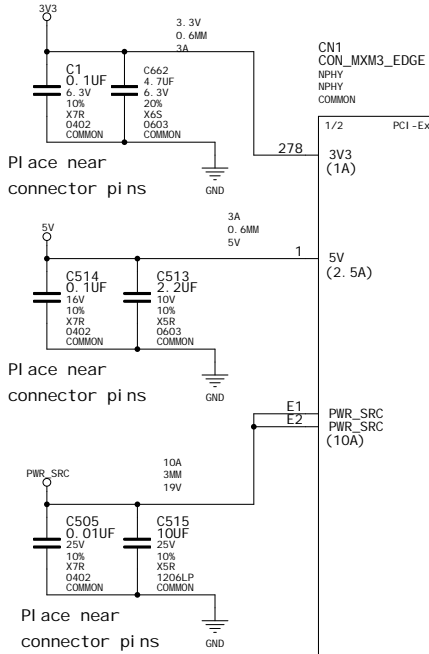 3V3
3.3V
0.6MM
3A
C1
0.1UF
6.3V
10%
X7R
0402
COMMON
C662
4.7UF
6.3V
20%
X6S
0603
COMMON
CN1
CON_MXM3_EDGE
NPHY
NPHY
COMMON
1/2 PCI-Ex
Place near
connector pins
GND
278
3V3
(1A)
5V
3A
0.6MM
5V
1
5V
(2.5A)
C514
0.1UF
16V
10%
X7R
0402
COMMON
C513
2.2UF
10V
10%
X5R
0603
COMMON
Place near
connector pins
GND
E1
E2
PWR_SRC
PWR_SRC
(10A)
PWR_SRC
10A
3MM
19V
C505
0.01UF
25V
10%
X7R
0402
COMMON
C515
10UF
25V
10%
X5R
1206LP
COMMON
Place near
connector pins
GND